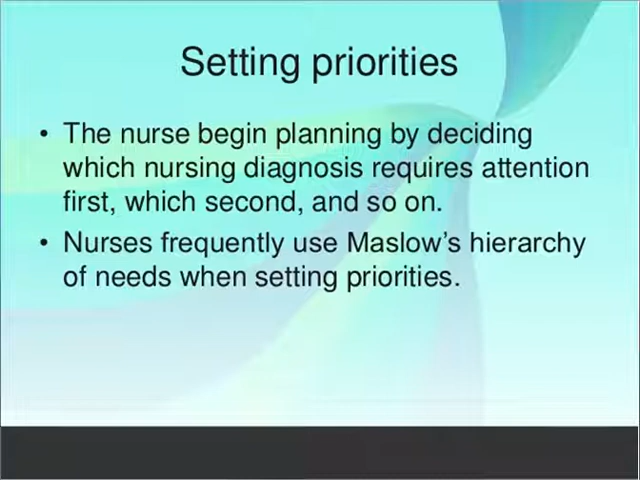 Setting priorities
• The nurse begin planning by deciding
which nursing diagnosis requires attention
first, which second, and so on.
• Nurses frequently use Maslow's hierarchy
of needs when setting priorities.